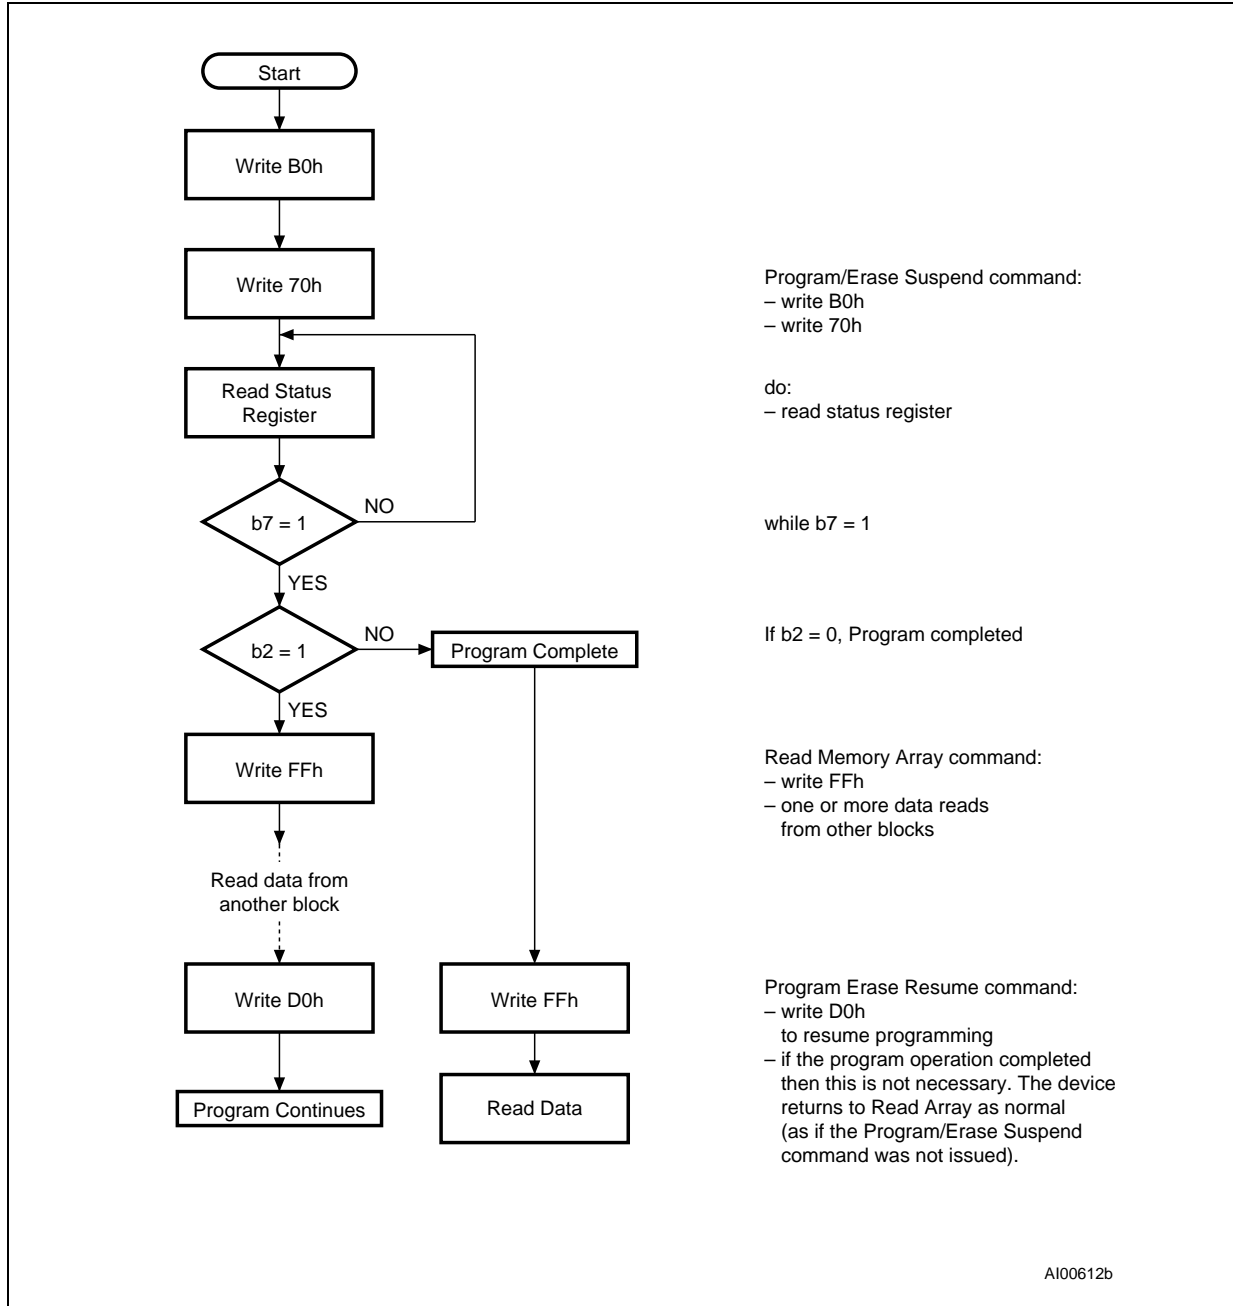 Start
Write B0h
Write 70h
Read Status
Register
b7 = 1
NO
YES
b2 = 1
NO
Program Complete
YES
Write FFh
Read data from
another block
Write D0h
Write FFh
Program Continues
Read Data
Program/Erase Suspend command:
– write B0h
– write 70h
do:
– read status register
while b7 = 1
If b2 = 0, Program completed
Read Memory Array command:
– write FFh
– one or more data reads
from other blocks
Program Erase Resume command:
– write D0h
to resume programming
– if the program operation completed
then this is not necessary. The device
returns to Read Array as normal
(as if the Program/Erase Suspend
command was not issued).
AI00612b